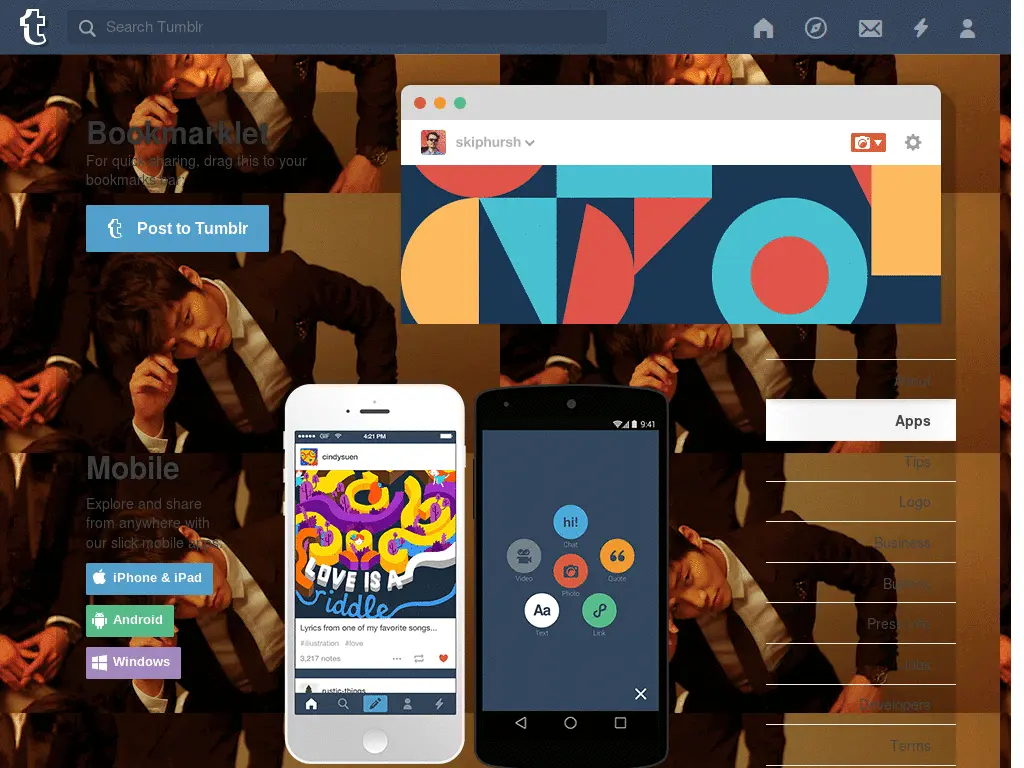 Search Tumblr
Bookmarklet
For quick sharing, drag this to your
bookmarks bar:
Post to Tumblr
skiphursh
About
Apps
Tips
Logo
Business
Press Info
Jobs
Developers
Terms
Mobile
Explore and share
from anywhere with
our slick mobile apps.
iPhone & iPad
Android
Windows
GIF
4:21 PM
cindysuen
LOVE IS A
riddle
Lyrics from one of my favorite songs...
#illustration #love
3,217 notes
rustic-things
9:41
hi!
Chat
Video
Quote
Photo
Aa
Text
Link